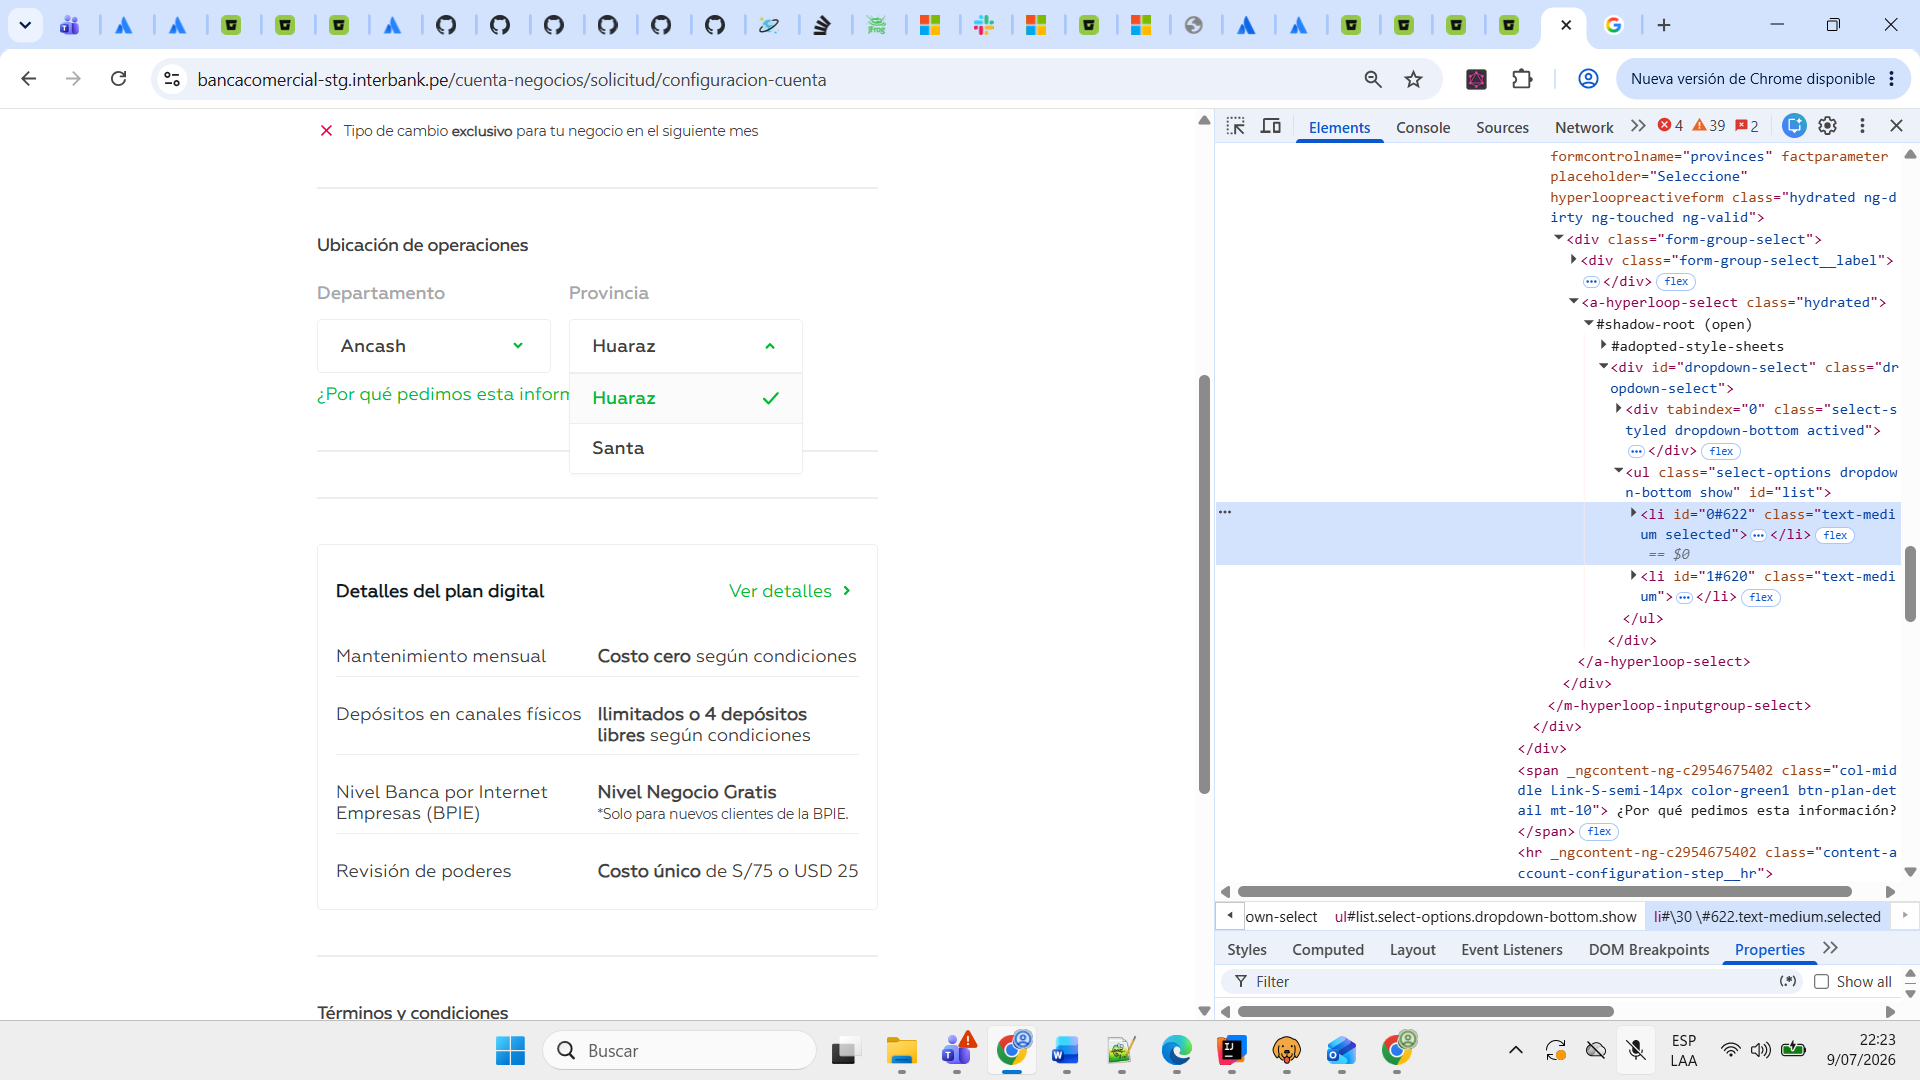 bancacomercial-stg.interbank.pe/cuenta-negocios/solicitud/configuracion-cuenta
Nueva versión de Chrome disponible
Tipo de cambio exclusivo para tu negocio en el siguiente mes
Ubicación de operaciones
Departamento Provincia
Ancash Huaraz
¿Por qué pedimos esta inforr
Huaraz
Santa
Detalles del plan digital Ver detalles
Mantenimiento mensual Costo cero según condiciones
Depósitos en canales físicos Ilimitados o 4 depósitos
libres según condiciones
Nivel Banca por Internet Nivel Negocio Gratis
Empresas (BPIE) *Solo para nuevos clientes de la BPIE.
Revisión de poderes Costo único de S/75 o USD 25
Términos y condiciones
Elements Console Sources Network 4 39 2
formcontrolname="provinces" factparameter
placeholder="Seleccione"
hyperloopreactiveform class="hydrated ng-d
irty ng-touched ng-valid">
<div class="form-group-select">
<div class="form-group-select__label">
… </div> flex
<a-hyperloop-select class="hydrated">
#shadow-root (open)
#adopted-style-sheets
<div id="dropdown-select" class="dr
opdown-select">
<div tabindex="0" class="select-s
tyled dropdown-bottom actived">
… </div> flex
<ul class="select-options dropdow
n-bottom show" id="list">
<li id="0#622" class="text-medi
um selected"> … </li> flex
== $0
<li id="1#620" class="text-medi
um"> … </li> flex
</ul>
</div>
</a-hyperloop-select>
</div>
</m-hyperloop-inputgroup-select>
</div>
</div>
<span _ngcontent-ng-c2954675402 class="col-mid
dle Link-S-semi-14px color-green1 btn-plan-det
ail mt-10"> ¿Por qué pedimos esta información?
</span> flex
<hr _ngcontent-ng-c2954675402 class="content-a
ccount-configuration-step__hr">
own-select ul#list.select-options.dropdown-bottom.show li#\30 \#622.text-medium.selected
Styles Computed Layout Event Listeners DOM Breakpoints Properties
Filter (.*) Show all
Buscar
ESP
LAA
22:23
9/07/2026